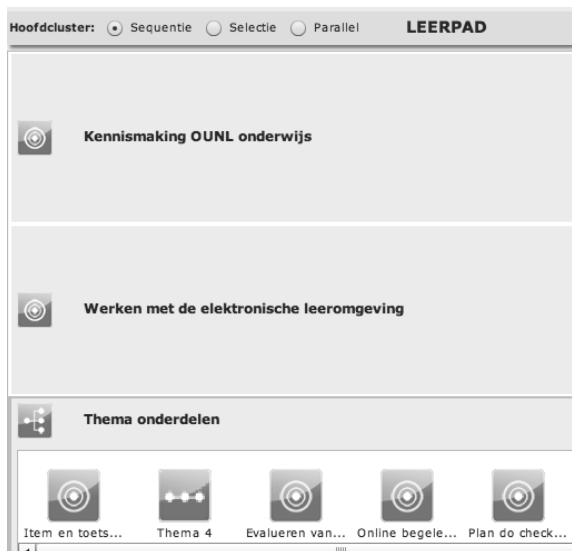 Hoofdcluster: Sequentie Selectie Parallel LEERPAD
Kennismaking OUNL onderwijs
Werken met de elektronische leeromgeving
Thema onderdelen
Item en toets... Thema 4 Evalueren van... Online begele... Plan do check...